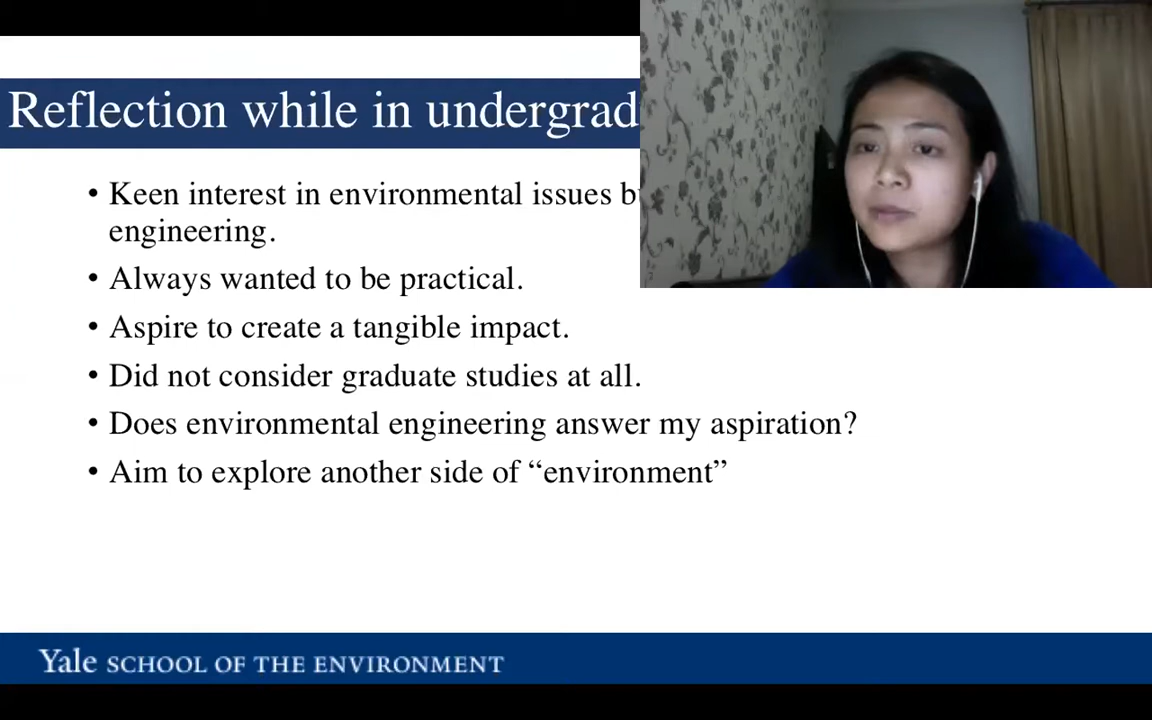 Reflection while in undergrad
• Keen interest in environmental issues
engineering.
• Always wanted to be practical.
• Aspire to create a tangible impact.
• Did not consider graduate studies at all.
• Does environmental engineering answer my aspiration?
• Aim to explore another side of “environment”
Yale SCHOOL OF THE ENVIRONMENT